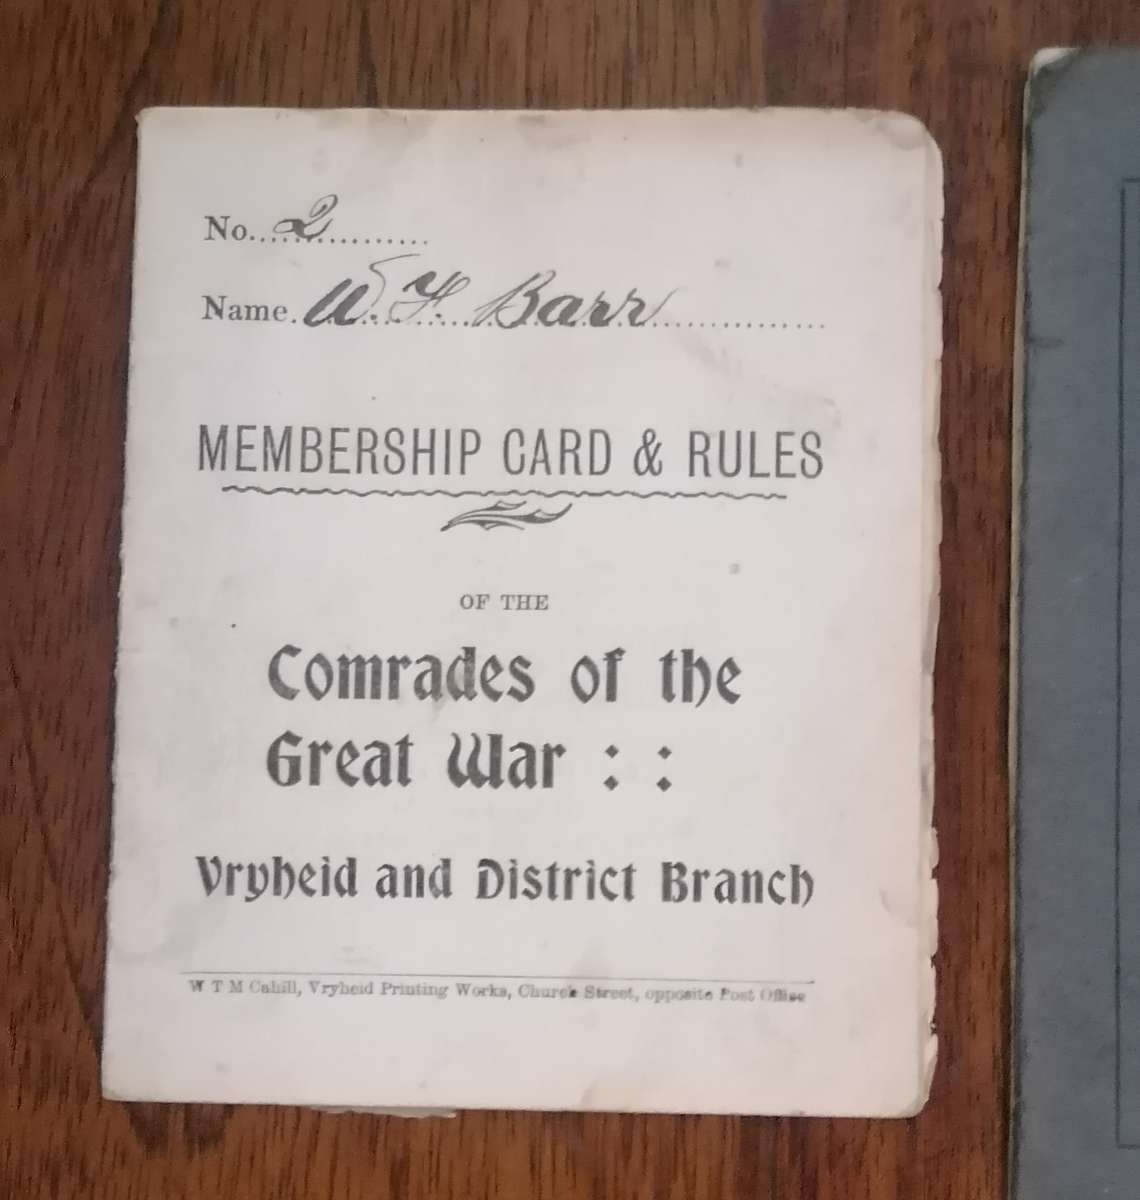 No. 2
Name. W. F. Barr
MEMBERSHIP CARD & RULES
OF THE
Comrades of the
Great War : :
Vryheid and District Branch
W T M Cahill, Vryheid Printing Works, Church Street, opposite Post Office